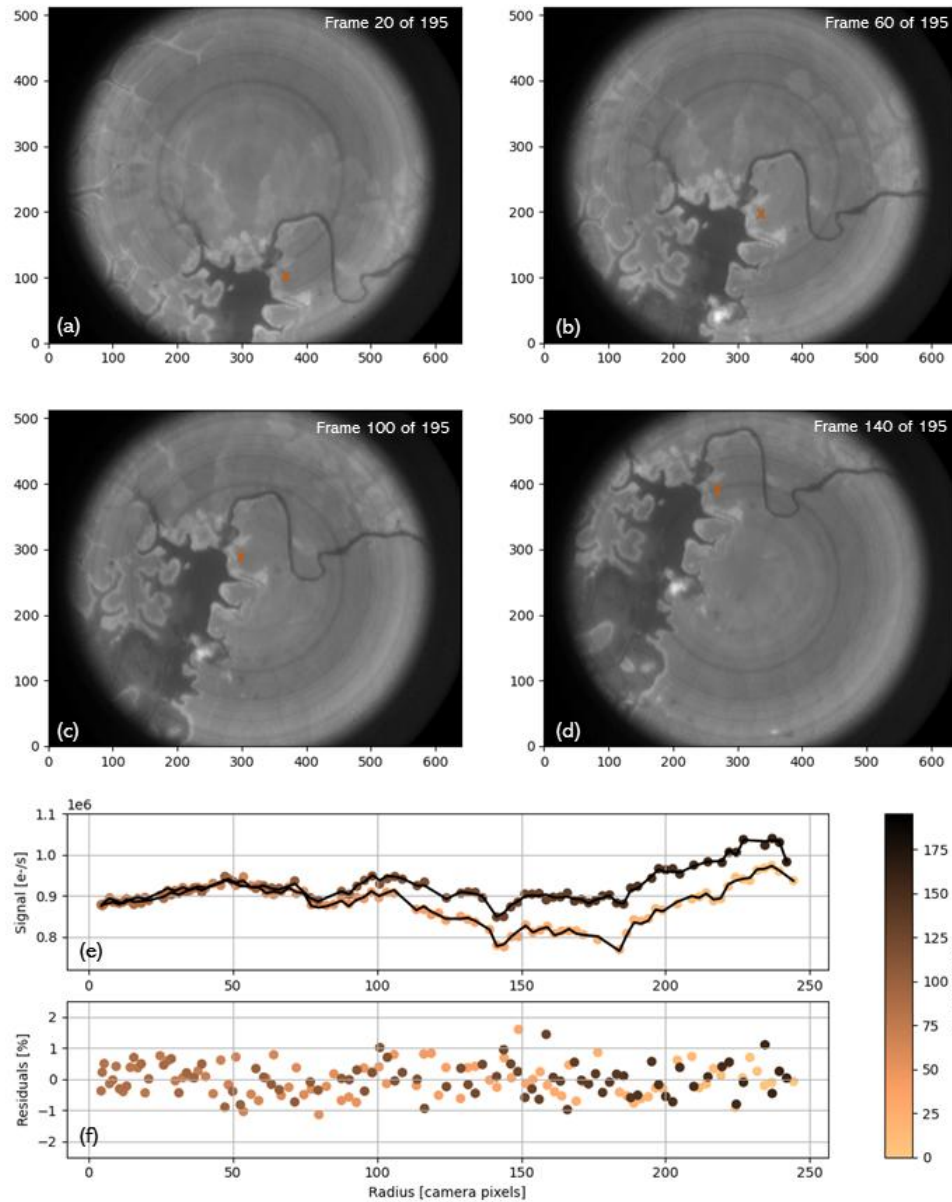 Frame 20 of 195
500
400
300
200
100
0
(a)
0 100 200 300 400 500 600
Frame 60 of 195
500
400
300
200
100
0
(b)
0 100 200 300 400 500 600
Frame 100 of 195
500
400
300
200
100
0
(c)
0 100 200 300 400 500 600
Frame 140 of 195
500
400
300
200
100
0
(d)
0 100 200 300 400 500 600
1e6
1.1
1.0
0.9
0.8
Signal [e-/s]
(e)
0 50 100 150 200 250
2
1
0
−1
−2
Residuals [%]
(f)
0 50 100 150 200 250
Radius [camera pixels]
175
150
125
100
75
50
25
0